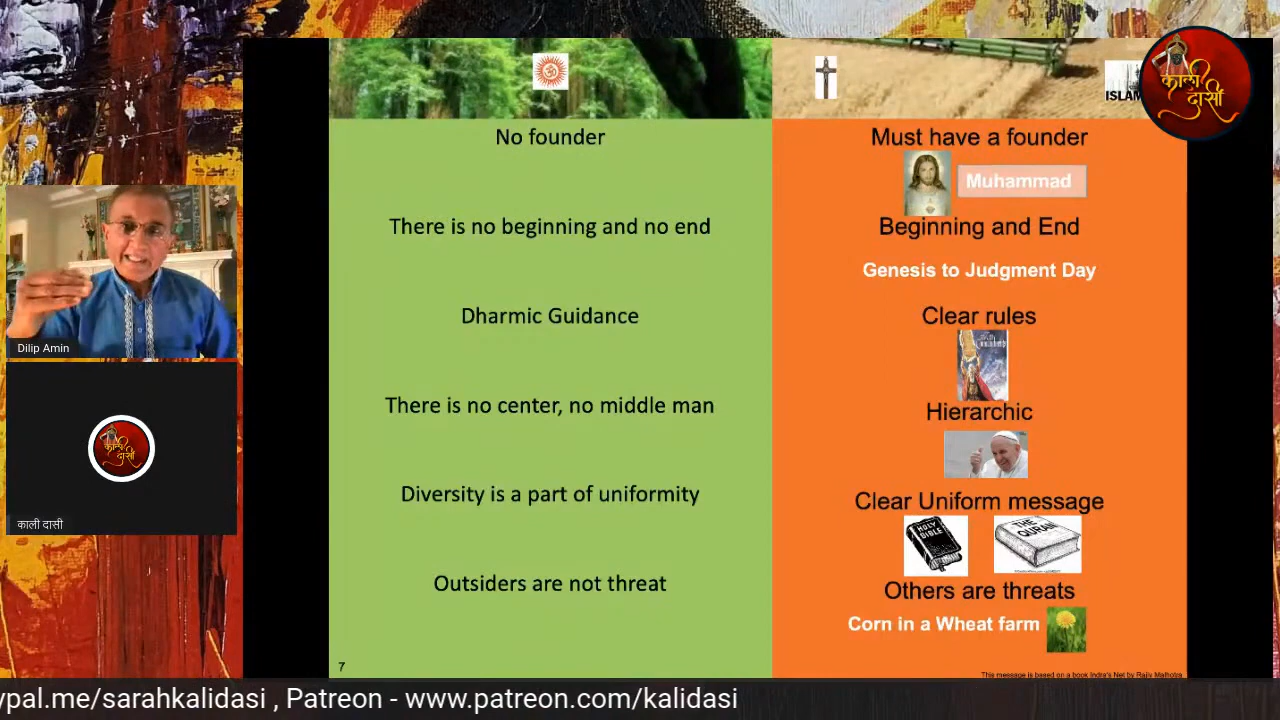 ॐ
No founder
There is no beginning and no end
Dharmic Guidance
There is no center, no middle man
Diversity is a part of uniformity
Outsiders are not threat
7
ISLAM
Must have a founder
Muhammad
Beginning and End
Genesis to Judgment Day
Clear rules
Hierarchic
Clear Uniform message
HOLY BIBLE
THE QURAN
Others are threats
Corn in a Wheat farm
This message is based on a book Indra's Net by Rajiv Malhotra
काली
दासी
Dilip Amin
काली
दासी
काली दासी
ypal.me/sarahkalidasi , Patreon - www.patreon.com/kalidasi